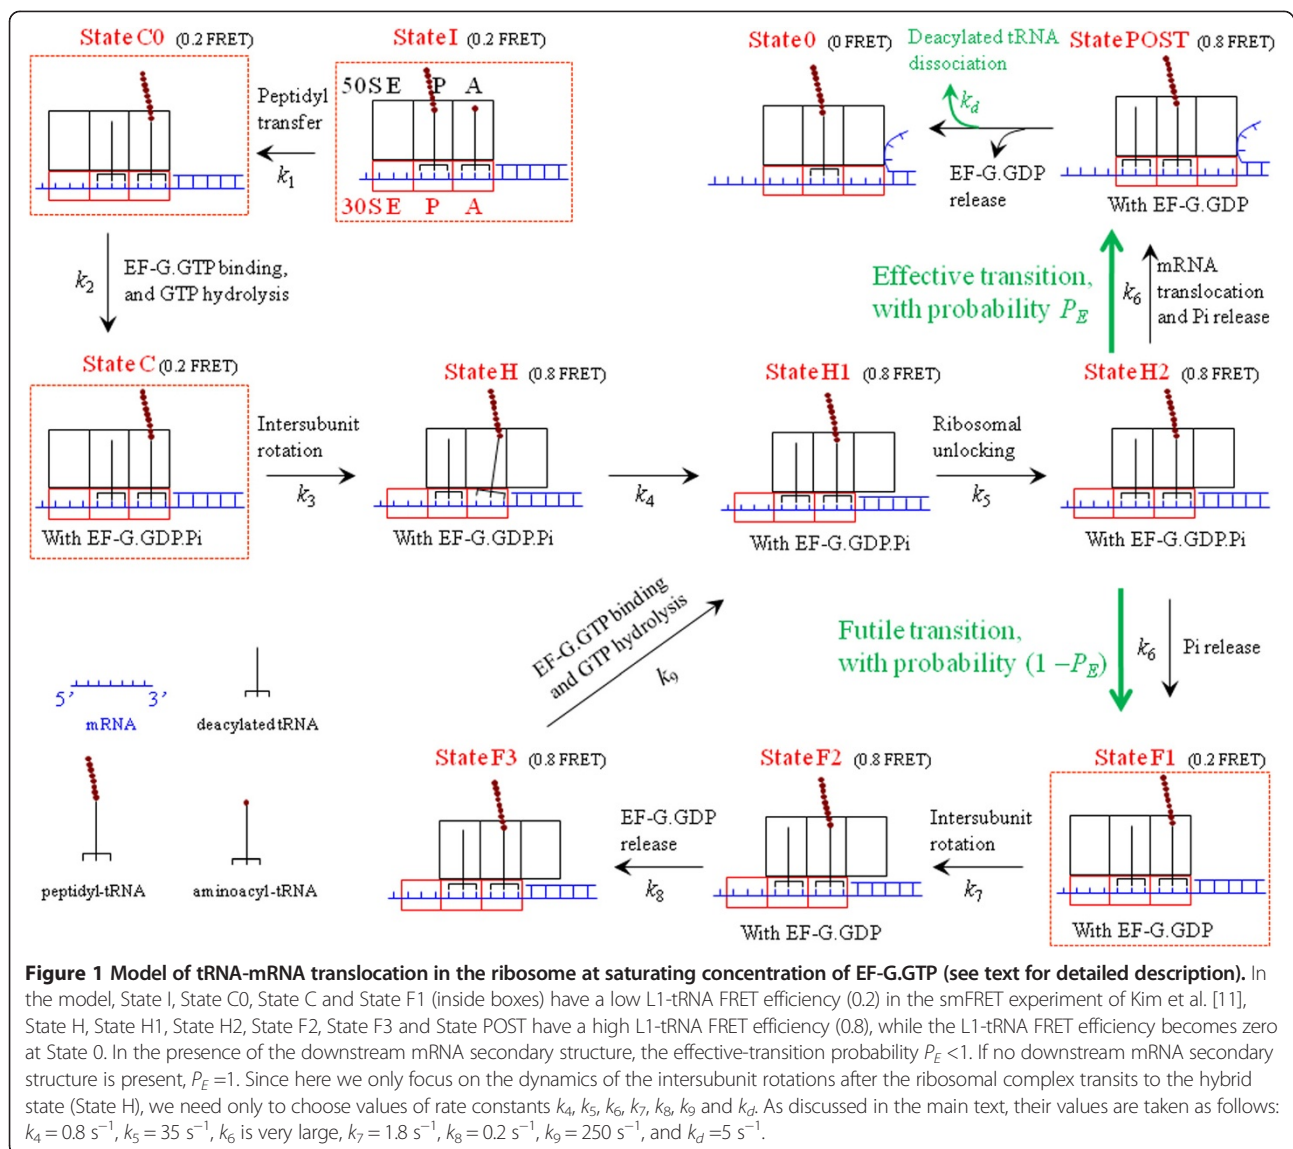 State C0 (0.2 FRET)
State I (0.2 FRET)
State0 (0 FRET)
Deacylated tRNA
dissociation
State POST (0.8 FRET)
Peptidyl
transfer
k1
50S E P A
30S E P A
kd
EF-G.GDP
release
With EF-G.GDP
k2
EF-G.GTP binding,
and GTP hydrolysis
Effective transition,
with probability PE
k6
mRNA
translocation
and Pi release
State C (0.2 FRET)
State H (0.8 FRET)
State H1 (0.8 FRET)
State H2 (0.8 FRET)
Intersubunit
rotation
k3
k4
Ribosomal
unlocking
k5
With EF-G.GDP.Pi
With EF-G.GDP.Pi
With EF-G.GDP.Pi
With EF-G.GDP.Pi
EF-G.GTP binding
and GTP hydrolysis
k9
Futile transition,
with probability (1 −PE)
k6
Pi release
5’ 3’
mRNA
deacylated tRNA
peptidyl-tRNA
aminoacyl-tRNA
State F3 (0.8 FRET)
State F2 (0.8 FRET)
State F1 (0.2 FRET)
EF-G.GDP
release
k8
Intersubunit
rotation
k7
With EF-G.GDP
With EF-G.GDP
Figure 1 Model of tRNA-mRNA translocation in the ribosome at saturating concentration of EF-G.GTP (see text for detailed description). In
the model, State I, State C0, State C and State F1 (inside boxes) have a low L1-tRNA FRET efficiency (0.2) in the smFRET experiment of Kim et al. [11],
State H, State H1, State H2, State F2, State F3 and State POST have a high L1-tRNA FRET efficiency (0.8), while the L1-tRNA FRET efficiency becomes zero
at State 0. In the presence of the downstream mRNA secondary structure, the effective-transition probability PE <1. If no downstream mRNA secondary
structure is present, PE =1. Since here we only focus on the dynamics of the intersubunit rotations after the ribosomal complex transits to the hybrid
state (State H), we need only to choose values of rate constants k4, k5, k6, k7, k8, k9 and kd. As discussed in the main text, their values are taken as follows:
k4 = 0.8 s−1, k5 = 35 s−1, k6 is very large, k7 = 1.8 s−1, k8 = 0.2 s−1, k9 = 250 s−1, and kd =5 s−1.